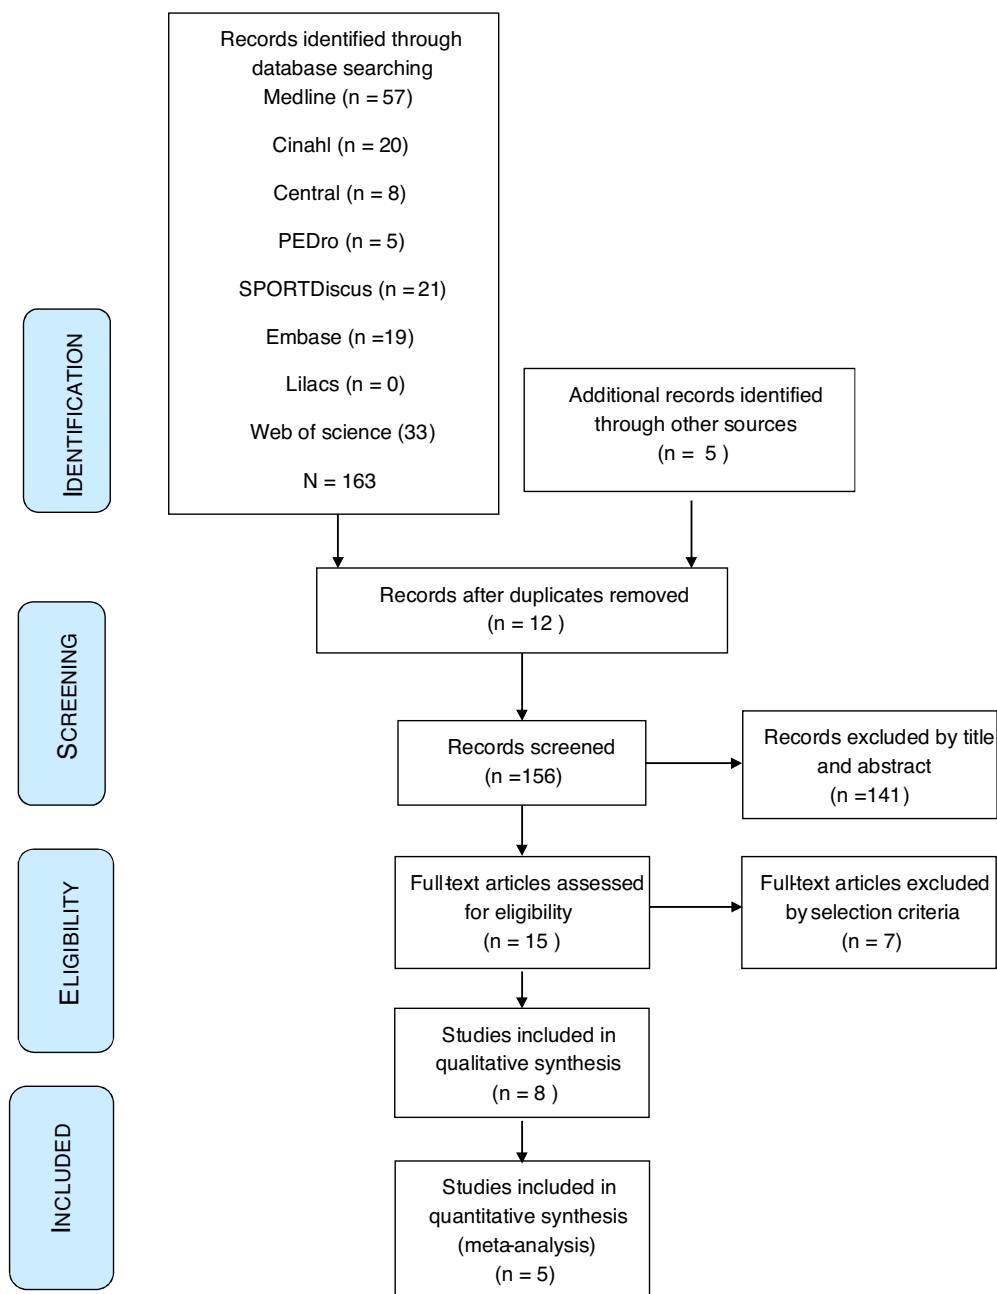 Records identified through
database searching
Medline (n = 57)
Cinahl (n = 20)
Central (n = 8)
PEDro (n = 5)
SPORTDiscus (n = 21)
Embase (n =19)
Lilacs (n = 0)
Web of science (33)
N = 163
IDENTIFICATION
Additional records identified
through other sources
(n = 5 )
Records after duplicates removed
(n = 12 )
SCREENING
Records screened
(n =156)
Records excluded by title
and abstract
(n =141)
ELIGIBILITY
Full-text articles assessed
for eligibility
(n = 15 )
Full-text articles excluded
by selection criteria
(n = 7)
Studies included in
qualitative synthesis
(n = 8 )
INCLUDED
Studies included in
quantitative synthesis
(meta-analysis)
(n = 5)